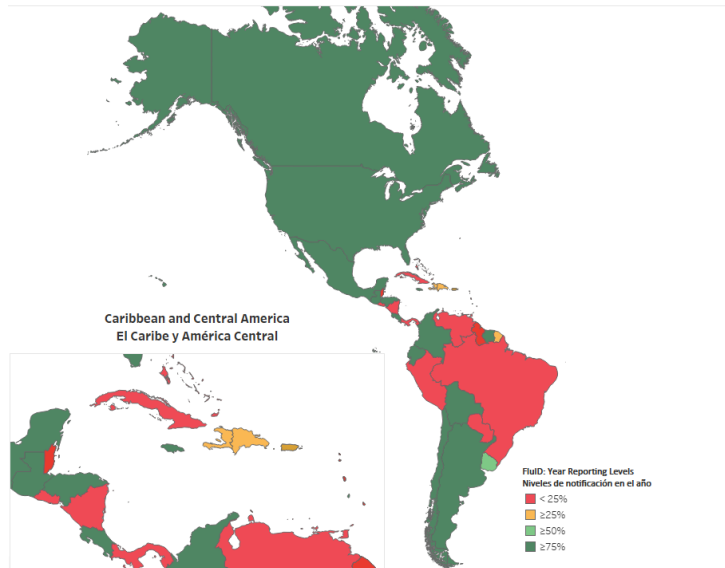 Caribbean and Central America
El Caribe y América Central
FluID: Year Reporting Levels
Niveles de notificación en el año
< 25%
≥25%
≥50%
≥75%